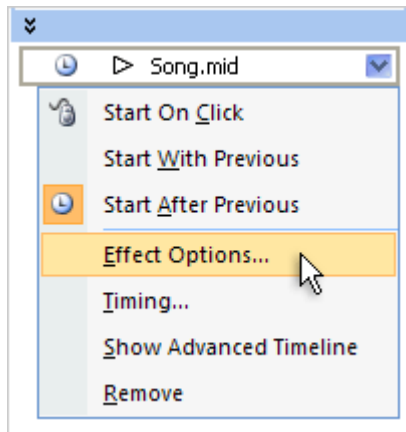 Song.mid
Start On Click
Start With Previous
Start After Previous
Effect Options...
Timing...
Show Advanced Timeline
Remove